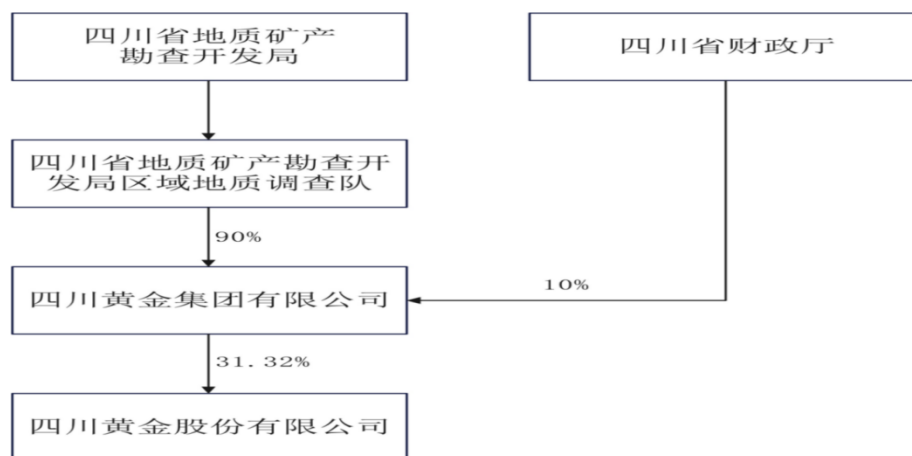 四川省地质矿产
勘查开发局
四川省财政厅
四川省地质矿产勘查开
发局区域地质调查队
90%
四川黄金集团有限公司
10%
31.32%
四川黄金股份有限公司